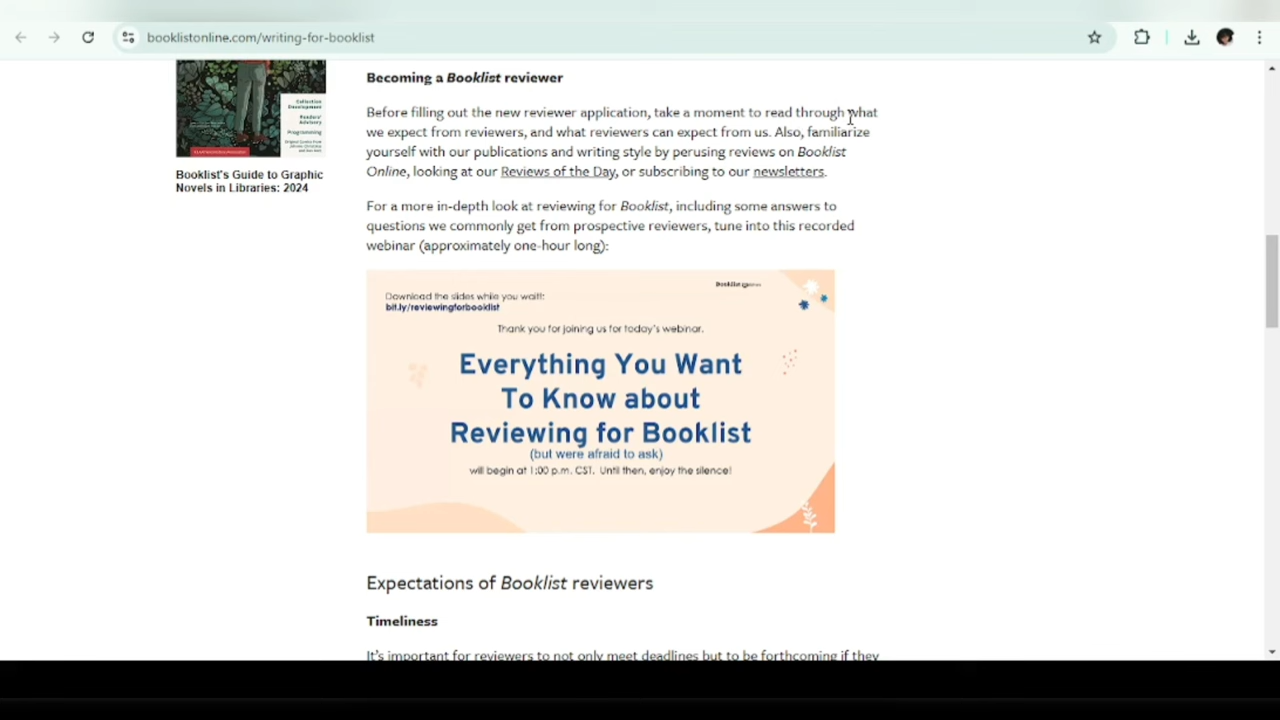 booklistonline.com/writing-for-booklist
Collection
Development
Readers'
Advisory
Programming
Booklist's Guide to Graphic
Novels in Libraries: 2024
Becoming a Booklist reviewer
Before filling out the new reviewer application, take a moment to read through what
we expect from reviewers, and what reviewers can expect from us. Also, familiarize
yourself with our publications and writing style by perusing reviews on Booklist
Online, looking at our Reviews of the Day, or subscribing to our newsletters.
For a more in-depth look at reviewing for Booklist, including some answers to
questions we commonly get from prospective reviewers, tune into this recorded
webinar (approximately one-hour long):
Download the slides while you wait!:
bit.ly/reviewingforbooklist
Booklist
Thank you for joining us for today's webinar.
Everything You Want
To Know about
Reviewing for Booklist
(but were afraid to ask)
will begin at 1:00 p.m. CST. Until then, enjoy the silence!
Expectations of Booklist reviewers
Timeliness
It's important for reviewers to not only meet deadlines but to be forthcoming if they